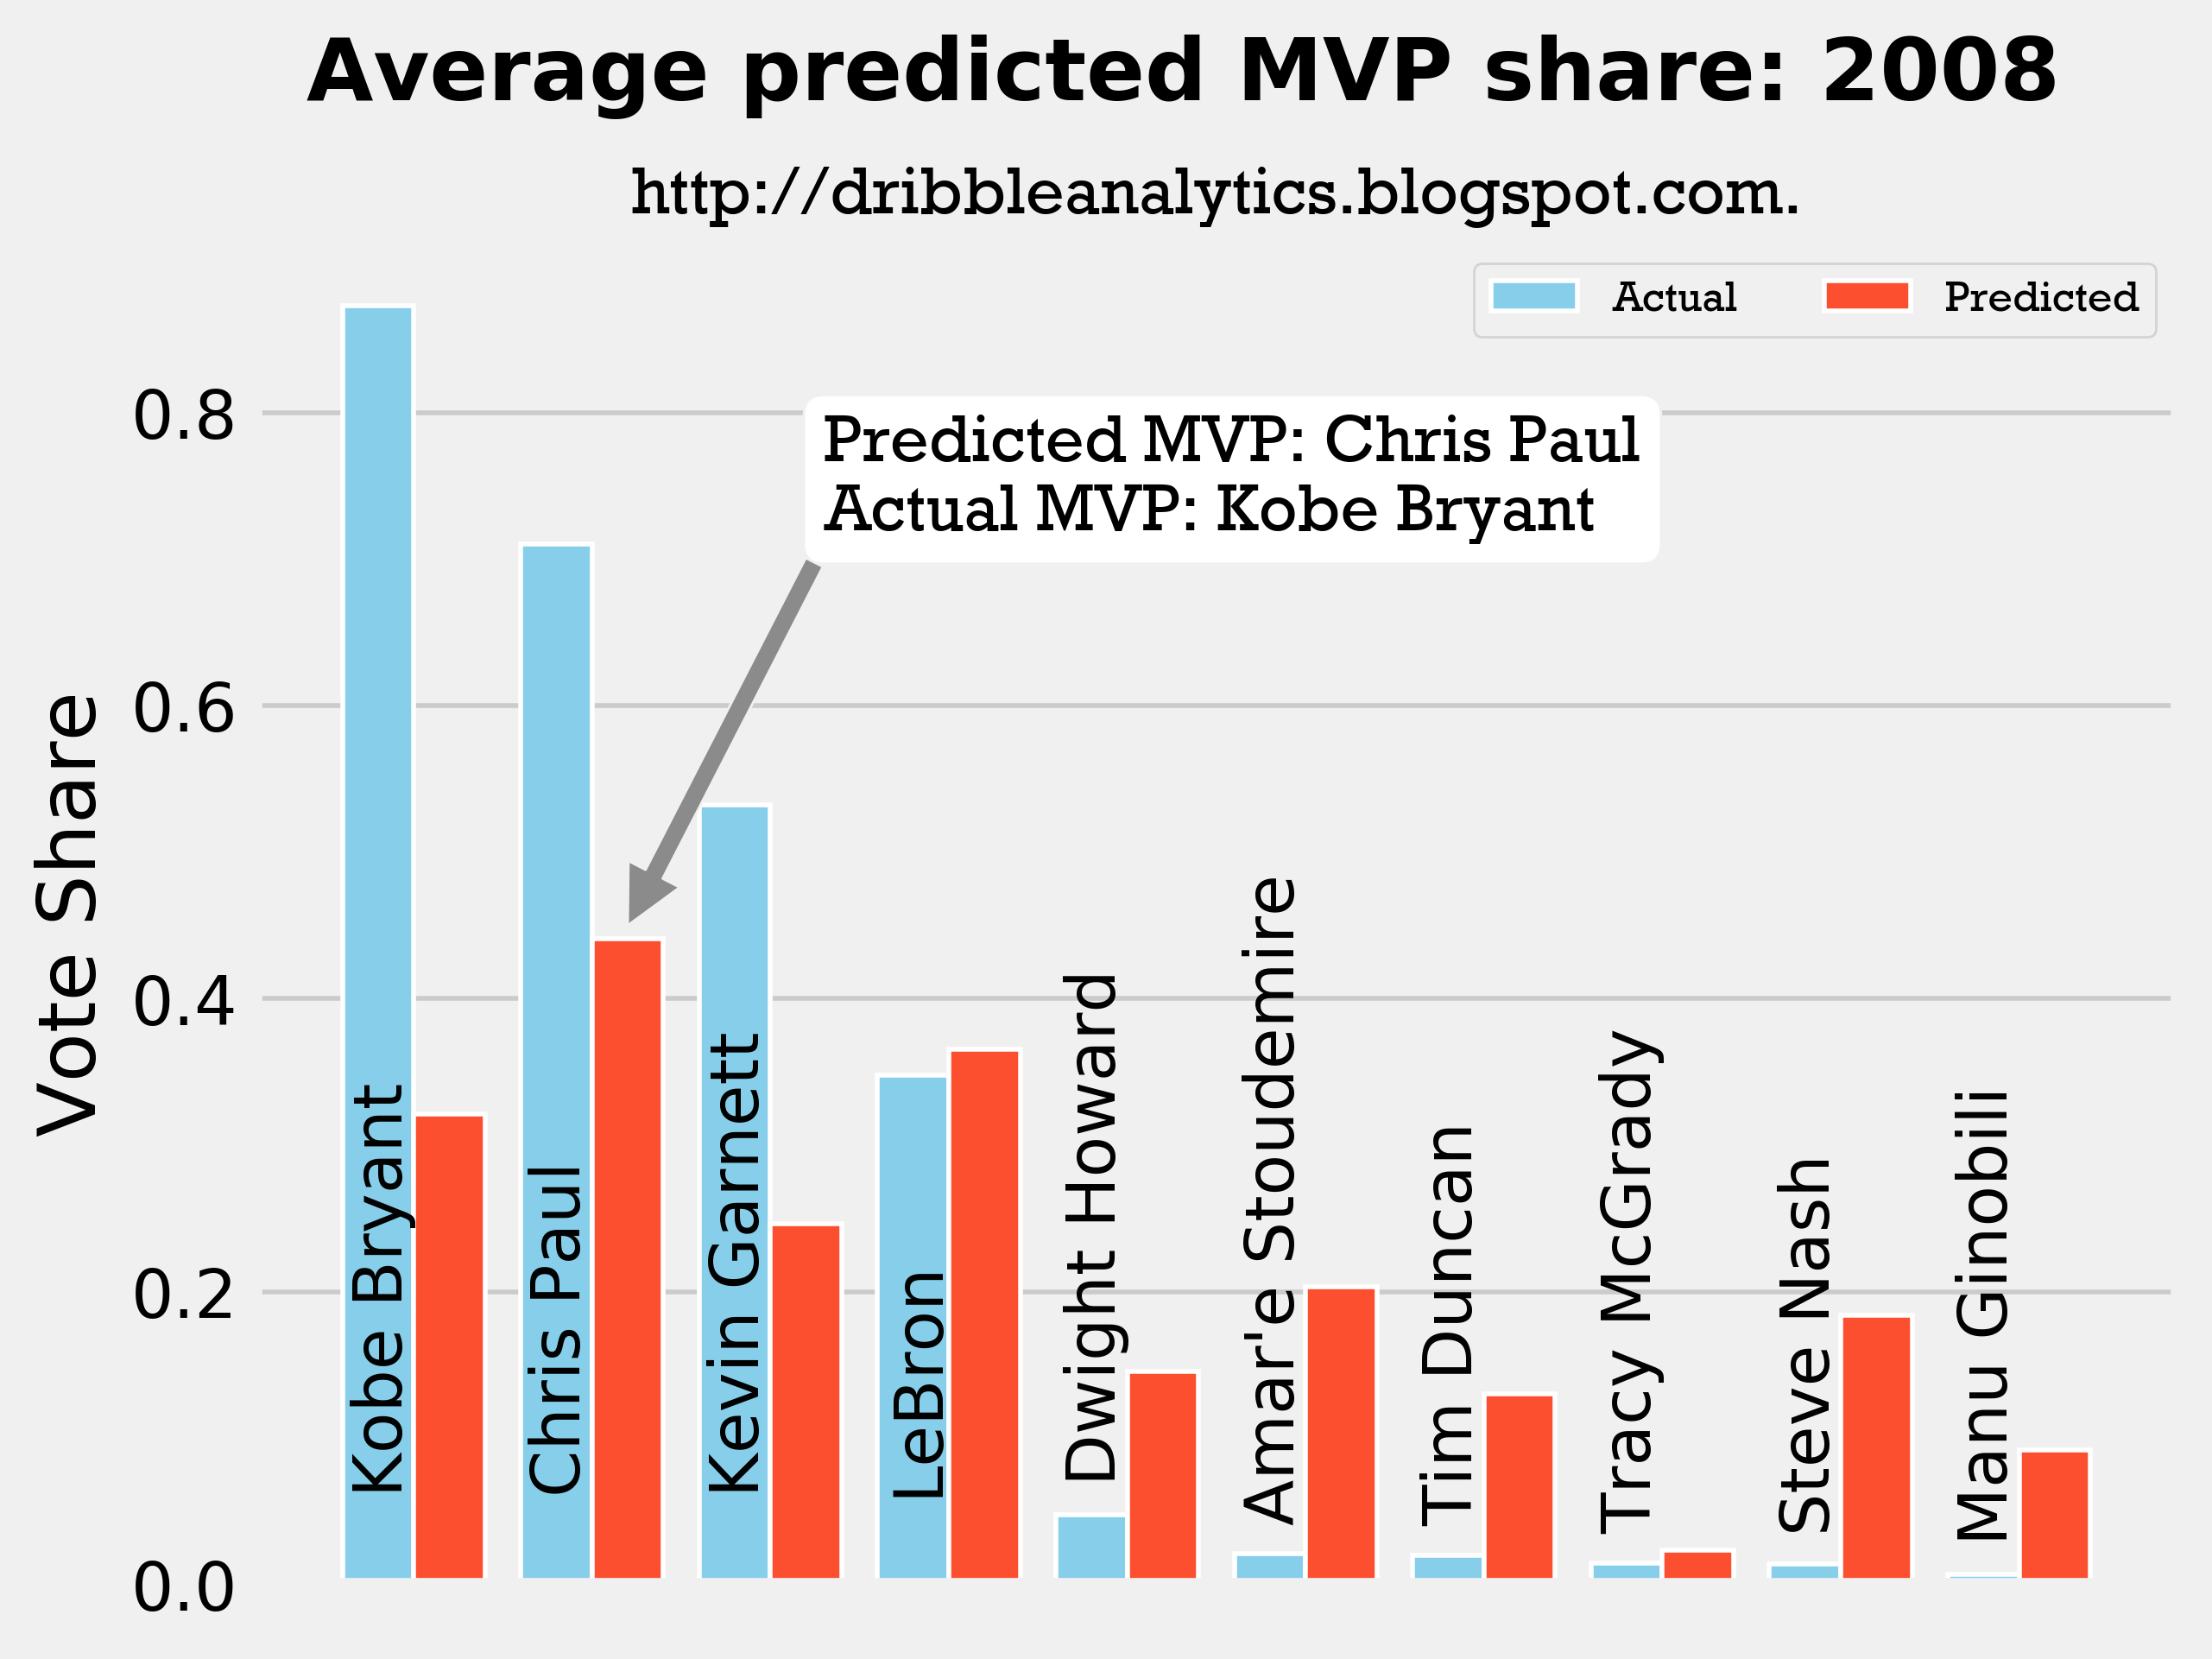 Average predicted MVP share: 2008
http://dribbleanalytics.blogspot.com.
Actual
Predicted
Predicted MVP: Chris Paul
Actual MVP: Kobe Bryant
Vote Share
0.8
0.6
0.4
0.2
0.0
Kobe Bryant
Chris Paul
Kevin Garnett
LeBron
Dwight Howard
Amar'e Stoudemire
Tim Duncan
Tracy McGrady
Steve Nash
Manu Ginobili